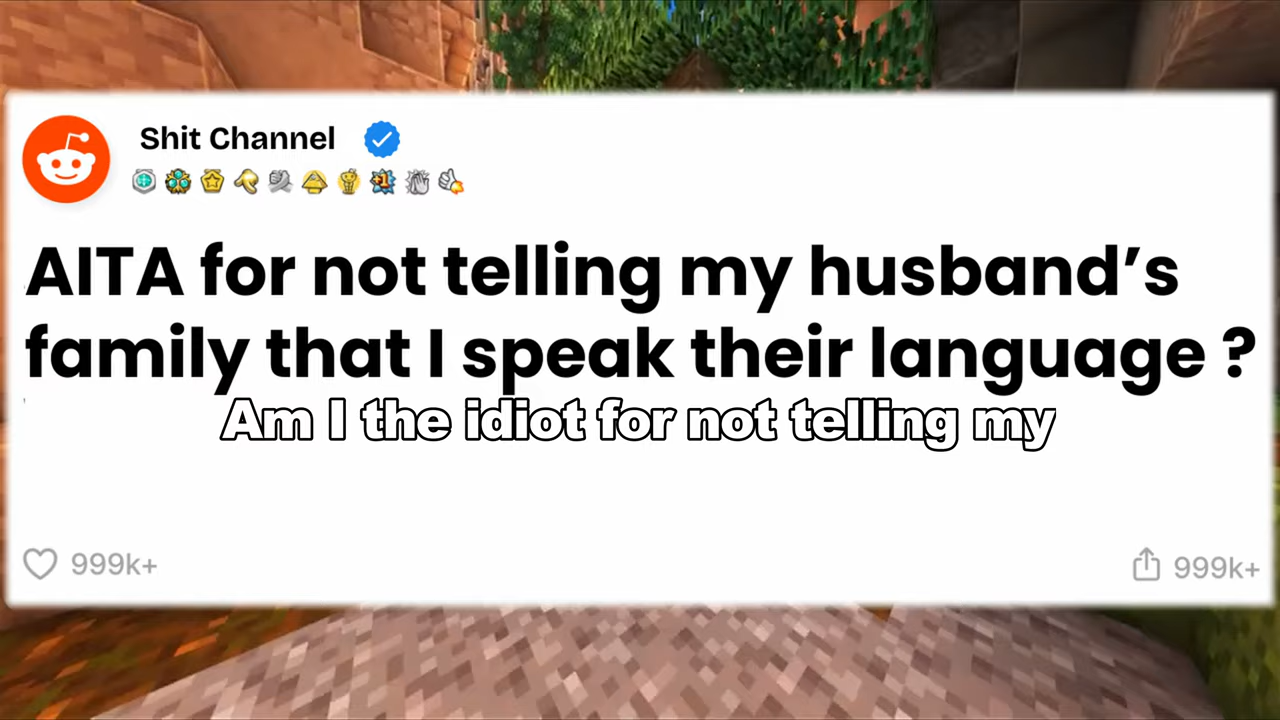 Shit Channel
AITA for not telling my husband’s
family that I speak their language ?
Am I the idiot for not telling my
999k+
999k+